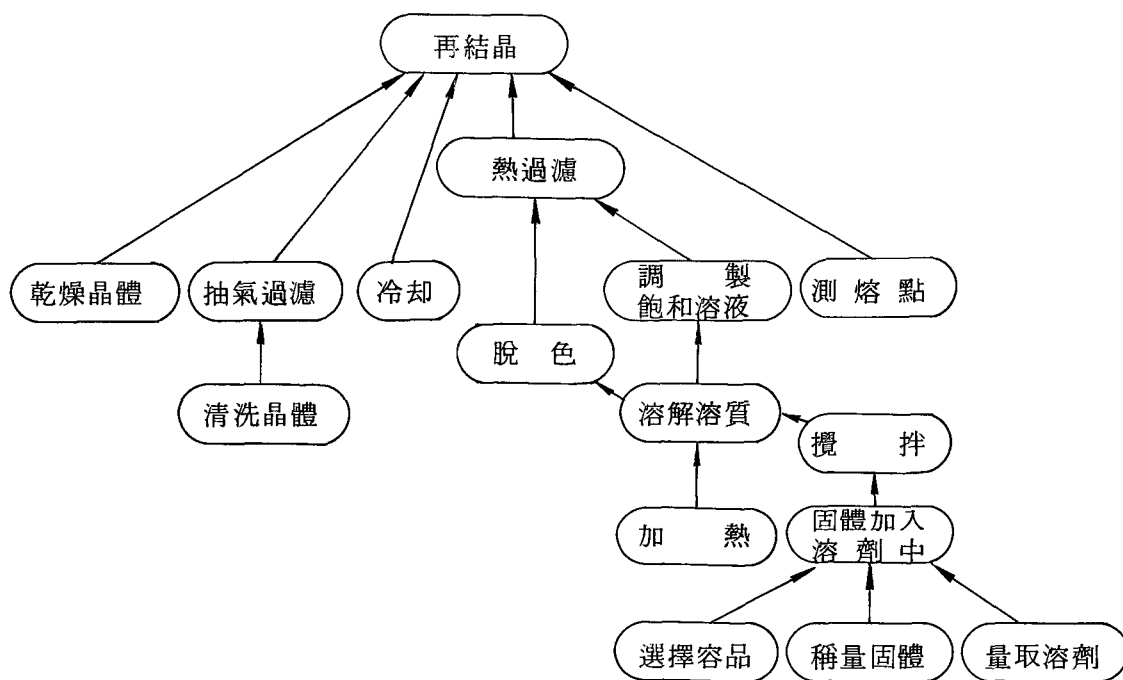 再結晶
熱過濾
乾燥晶體
抽氣過濾
冷却
調製
飽和溶液
測熔點
脫色
清洗晶體
溶解溶質
攪拌
加熱
固體加入
溶劑中
選擇容品
稱量固體
量取溶劑